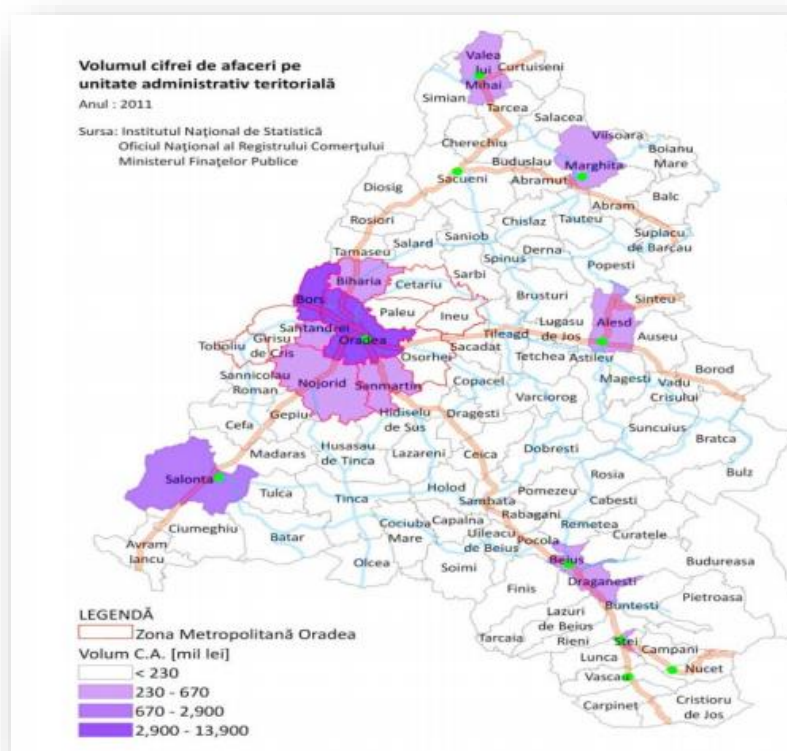 Volumul cifrei de afaceri pe
unitate administrativ teritorială
Anul : 2011
Sursa: Institutul Național de Statistică
Oficiul Național al Registrului Comerțului
Ministerul Finațelor Publice
Valea
lui
Mihai
Curtuiseni
Simian
Tarcea
Salacea
Cherechiu
Viisoara
Boianu
Mare
Buduslau
Marghita
Sacueni
Abramut
Diosig
Abram
Balc
Rosiori
Chislaz
Tauteu
Saniob
Suplacu
de Barcau
Salard
Derna
Tamaseu
Spinus
Popesti
Sarbi
Biharia
Cetariu
Brusturi
Sinteu
Bors
Paleu
Ineu
Lugasu
de Jos
Alesd
Santandrei
Girisu
de Cris
Oradea
Tileagd
Auseu
Toboliu
Osorhei
Sacadat
Tetchea
Astileu
Borod
Sannicolau
Roman
Nojorid
Sanmartin
Copacel
Magesti
Vadu
Crisului
Varciorog
Gepiu
Hidiselu
de Sus
Dragesti
Cefa
Suncuius
Bratca
Madaras
Husasau
de Tinca
Lazareni
Ceica
Dobresti
Bulz
Salonta
Rosia
Tulca
Holod
Pomezeu
Tinca
Sambata
Cabesti
Rabagani
Ciumeghiu
Cociuba
Mare
Capalna
Remetea
Batar
Uileacu
de Beius
Pocola
Curatele
Avram
Iancu
Olcea
Soimi
Beius
Budureasa
Draganesti
Finis
Pietroasa
Buntesti
Lazuri
de Beius
Tarcaia
Rieni
Stei
Campani
Lunca
Nucet
Vascau
Carpinet
Cristioru
de Jos
LEGENDĂ
Zona Metropolitană Oradea
Volum C.A. [mil lei]
< 230
230 - 670
670 - 2,900
2,900 - 13,900